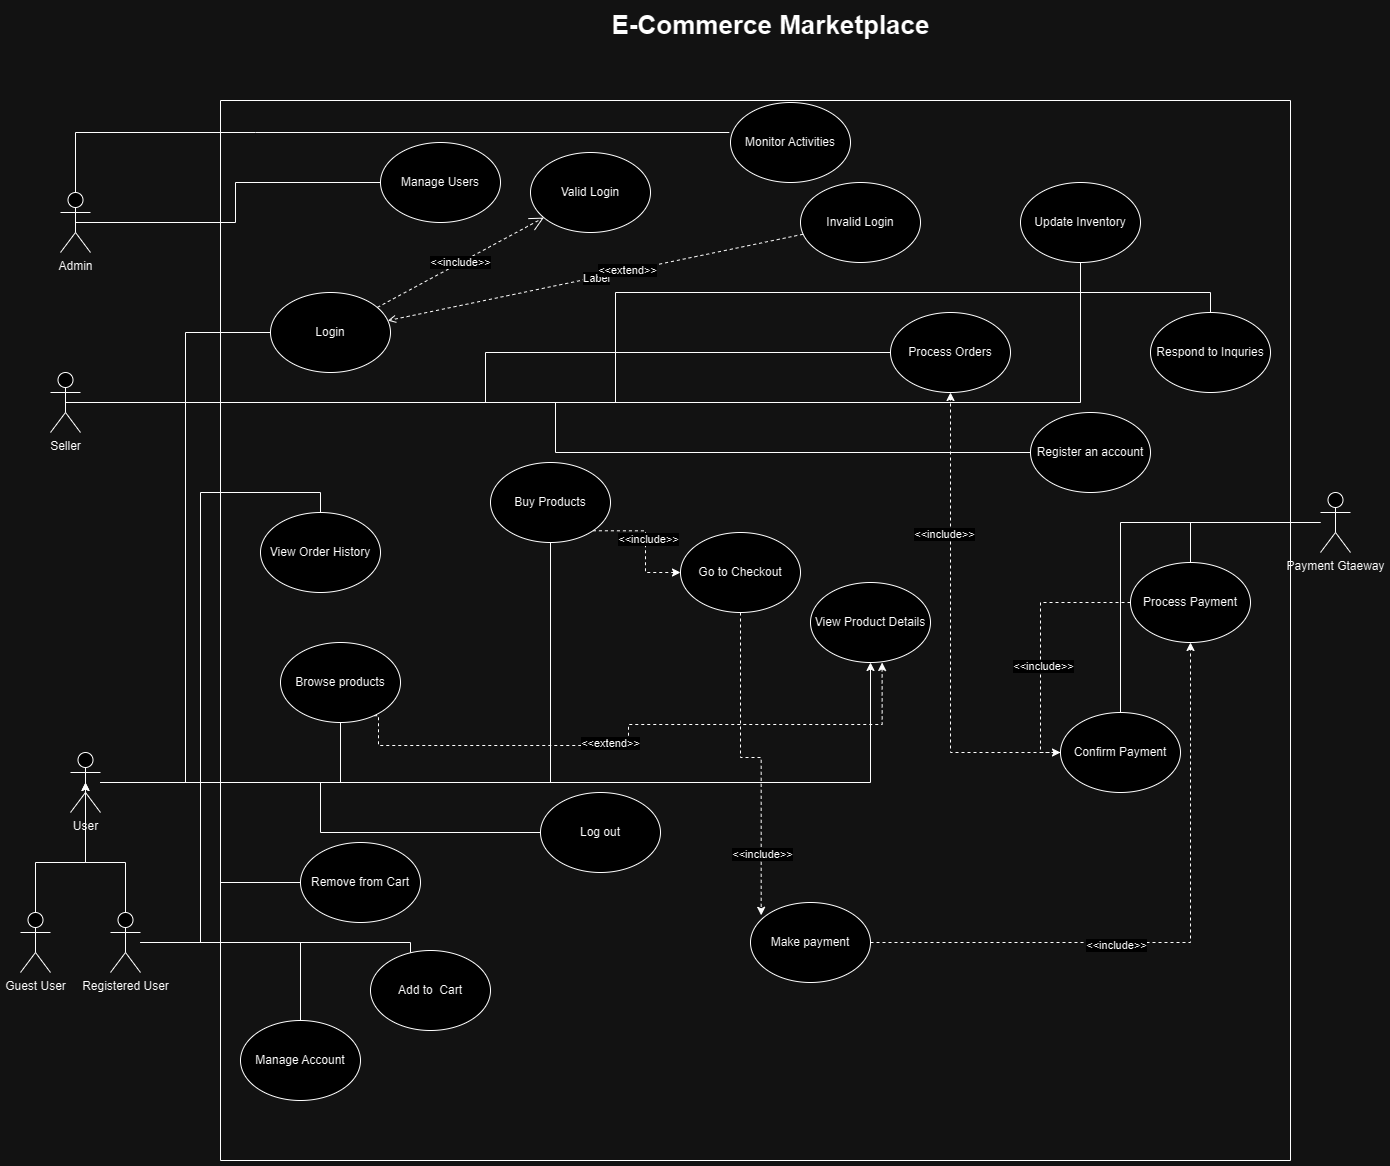 E-Commerce Marketplace
Monitor Activities
Manage Users
Valid Login
Invalid Login
Update Inventory
Admin
<<include>>
<<extend>>
Label
Login
Process Orders
Respond to Inquries
Seller
Register an account
Buy Products
<<include>>
<<include>>
View Order History
Go to Checkout
Payment Gtaeway
Process Payment
View Product Details
<<include>>
Browse products
<<extend>>
Confirm Payment
User
Log out
<<include>>
Remove from Cart
Make payment
<<include>>
Guest User
Registered User
Add to  Cart
Manage Account